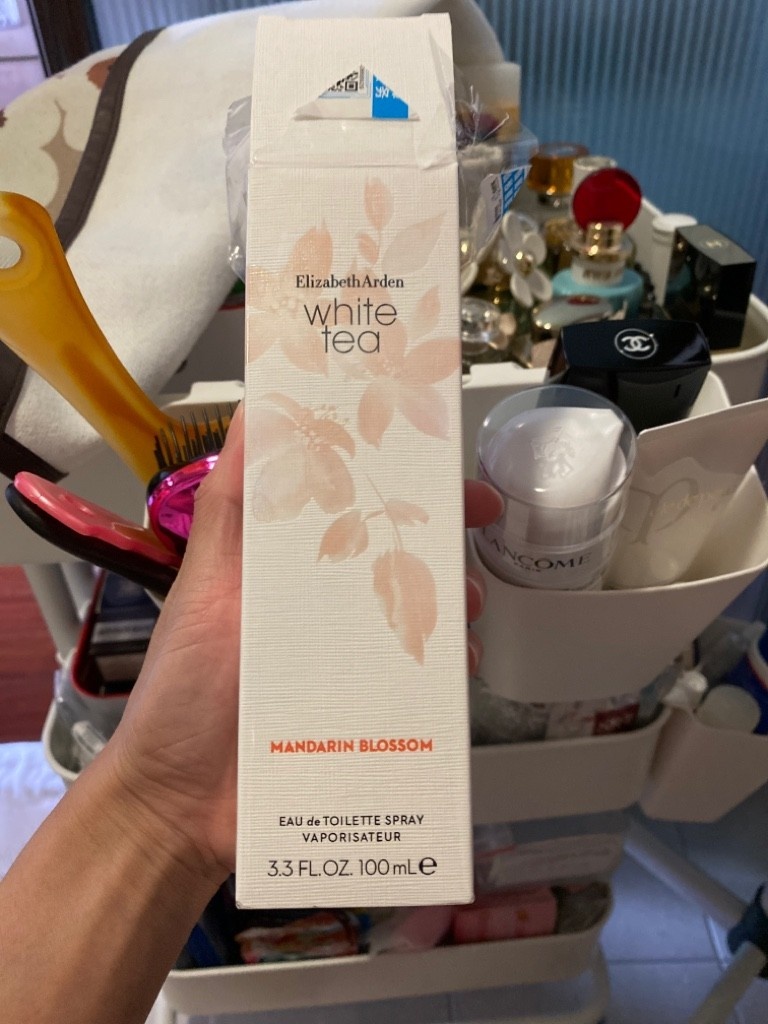 ElizabethArden
white
tea
MANDARIN BLOSSOM
EAU de TOILETTE SPRAY
VAPORISATEUR
3.3 FL.OZ. 100 mL e
LANCOME